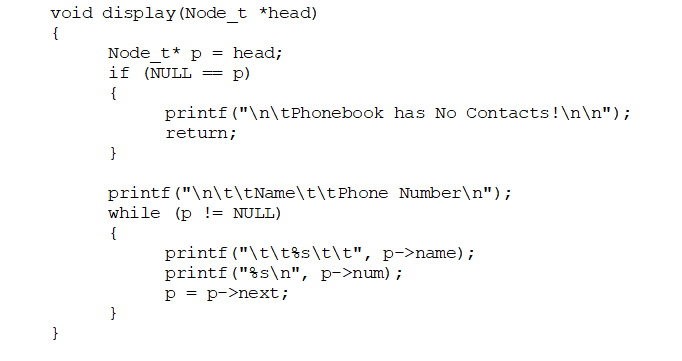 void display(Node_t *head)
{
Node_t* p = head;
if (NULL == p)
{
printf("\n\tPhonebook has No Contacts!\n\n");
return;
}
printf("\n\t\tName\t\tPhone Number\n");
while (p != NULL)
{
printf("\t\t%s\t\t", p->name);
printf("%s\n", p->num);
p = p->next;
}
}